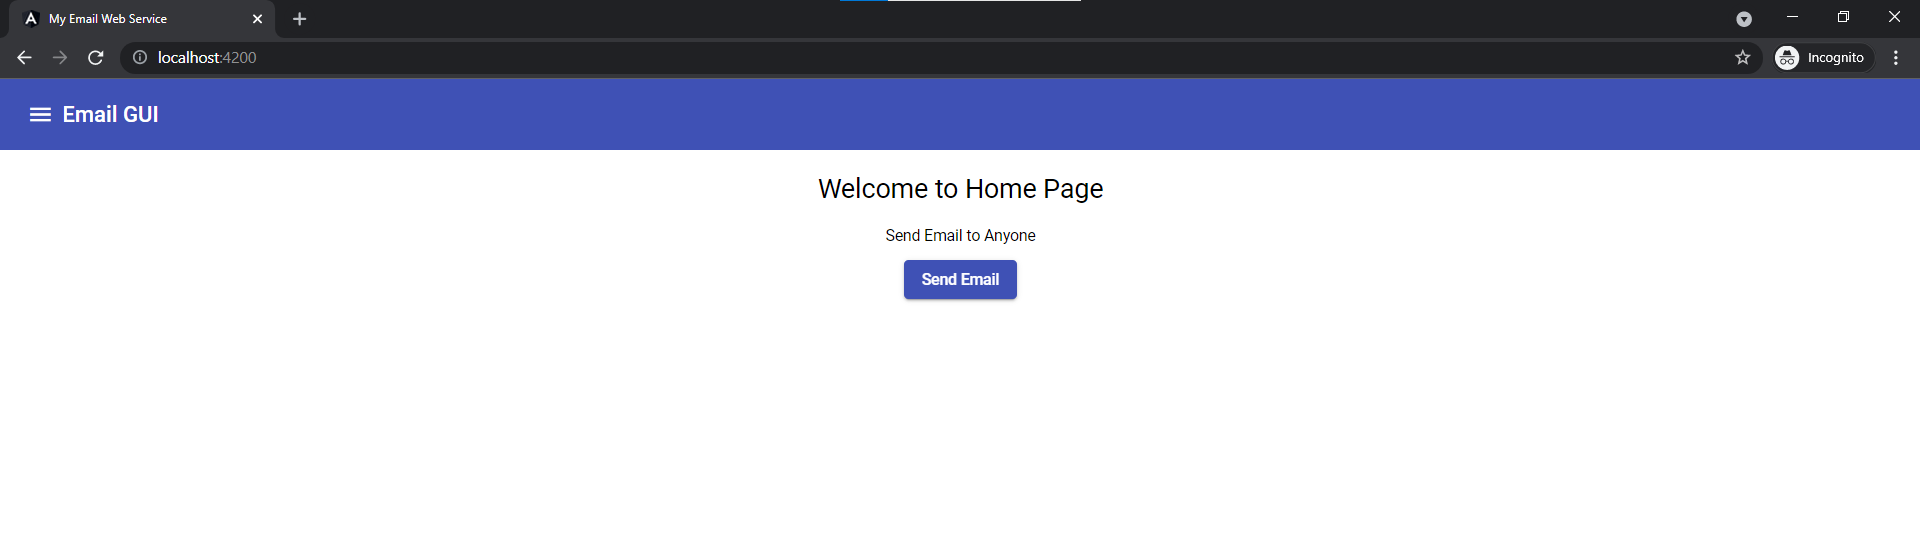 My Email Web Service
localhost:4200
Incognito
Email GUI
Welcome to Home Page
Send Email to Anyone
Send Email